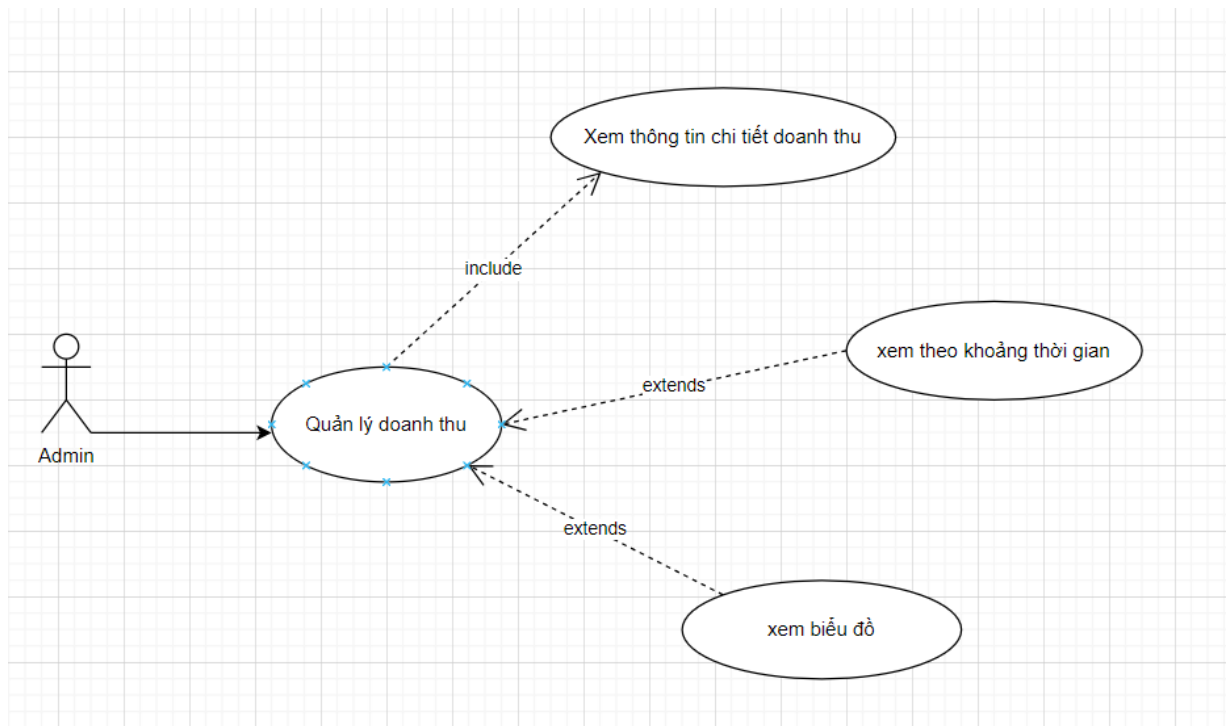 Xem thông tin chi tiết doanh thu
include
xem theo khoảng thời gian
extends
Quản lý doanh thu
Admin
extends
xem biểu đồ